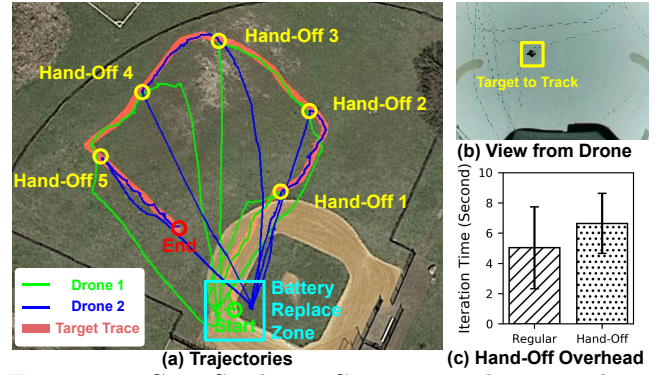 Hand-Off 3
Hand-Off 4
Hand-Off 2
Hand-Off 5
Hand-Off 1
End
Battery
Replace
Zone
Start
Drone 1
Drone 2
Target Trace
(a) Trajectories
Target to Track
(b) View from Drone
Iteration Time (Second)
10
8
6
4
2
0
Regular
Hand-Off
(c) Hand-Off Overhead